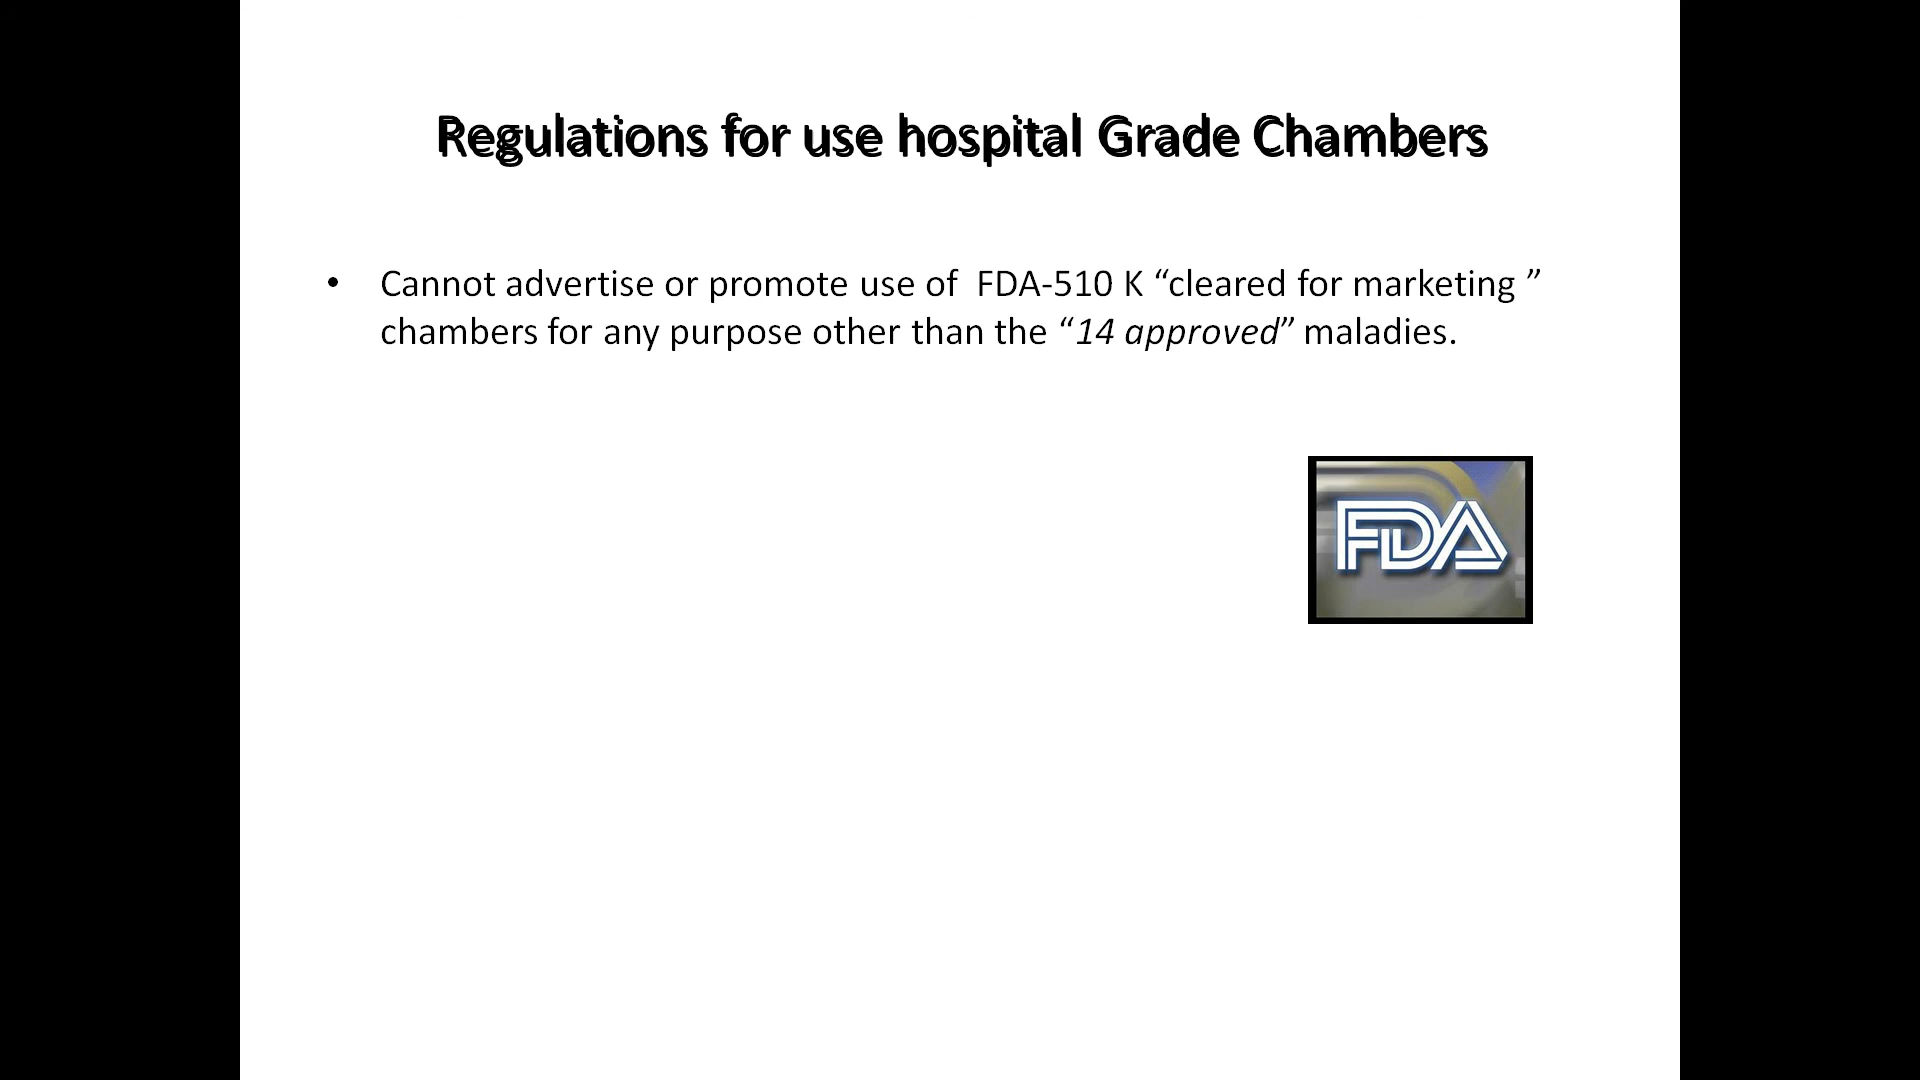 Regulations for use hospital Grade Chambers
• Cannot advertise or promote use of  FDA-510 K “cleared for marketing ”
chambers for any purpose other than the “14 approved” maladies.
FDA